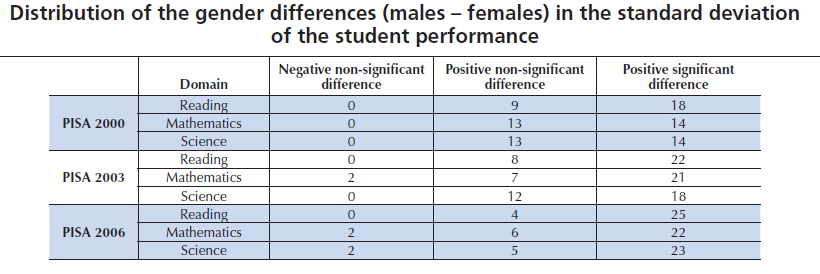 Distribution of the gender differences (males – females) in the standard deviation
of the student performance
Domain Negative non-significant difference Positive non-significant difference Positive significant difference
PISA 2000 Reading 0 9 18
Mathematics 0 13 14
Science 0 13 14
PISA 2003 Reading 0 8 22
Mathematics 2 7 21
Science 0 12 18
PISA 2006 Reading 0 4 25
Mathematics 2 6 22
Science 2 5 23